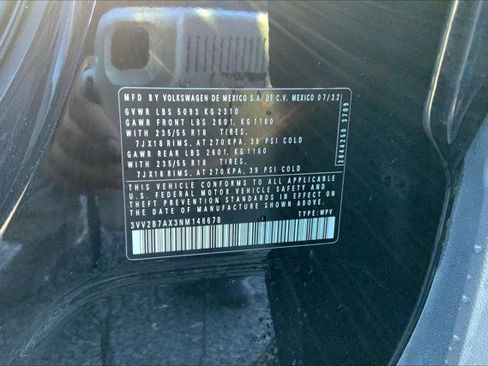 MFD BY VOLKSWAGEN DE MEXICO S.A. DE C.V. MEXICO 07/22
GVWR LBS 5093 KG2310
GAWR FRONT LBS 2601, KG1180
WITH 235/55 R18 TIRES,
7JX18 RIMS, AT 270 KPA, 39 PSI COLD
GAWR REAR LBS 2601, KG1180
WITH 235/55 R18 TIRES,
7JX18 RIMS, AT 270 KPA, 39 PSI COLD
THIS VEHICLE CONFORMS TO ALL APPLICABLE
U.S. FEDERAL MOTOR VEHICLE SAFETY AND
THEFT PREVENTION STANDARDS IN EFFECT ON
THE DATE OF MANUFACTURE SHOWN ABOVE.
3VV2B7AX3NM146678 TYPE: MPV
2644250 3709